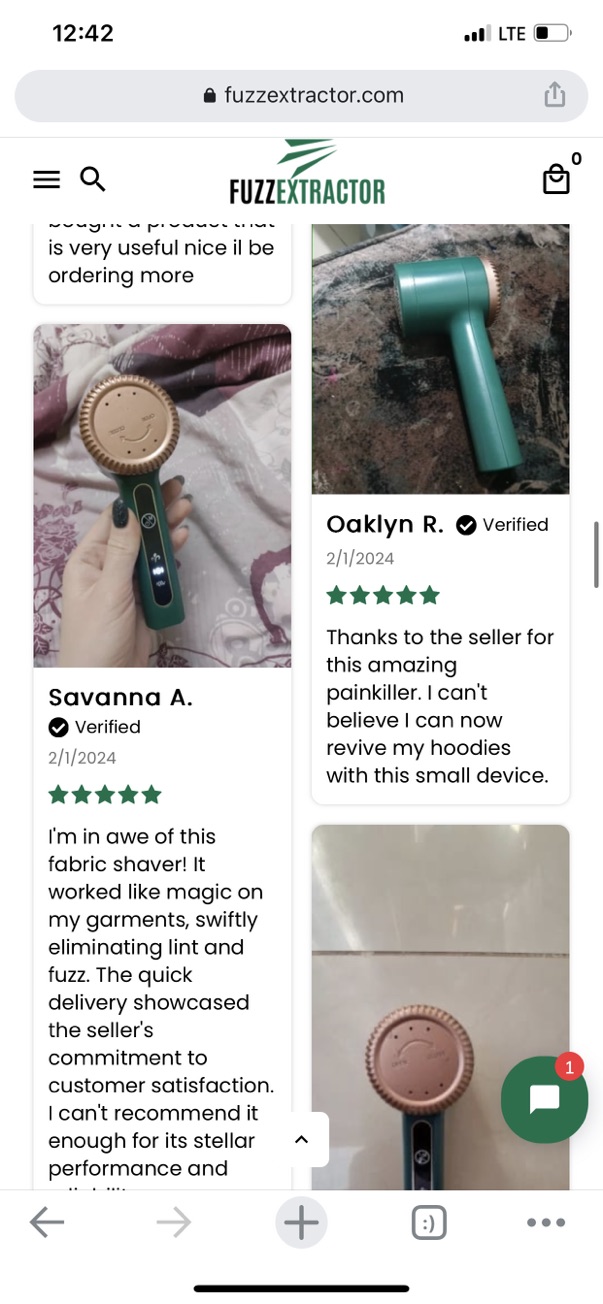 12:42
LTE
fuzzextractor.com
FUZZEXTRACTOR
0
bought a product that
is very useful nice il be
ordering more
Savanna A.
Verified
2/1/2024
I'm in awe of this
fabric shaver! It
worked like magic on
my garments, swiftly
eliminating lint and
fuzz. The quick
delivery showcased
the seller's
commitment to
customer satisfaction.
I can't recommend it
enough for its stellar
performance and
Oaklyn R.
Verified
2/1/2024
Thanks to the seller for
this amazing
painkiller. I can't
believe I can now
revive my hoodies
with this small device.
1
:)